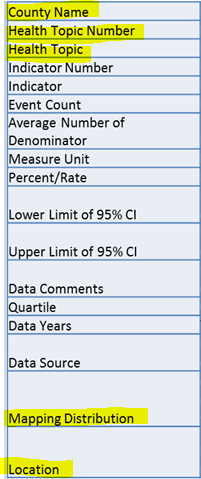 County Name
Health Topic Number
Health Topic
Indicator Number
Indicator
Event Count
Average Number of
Denominator
Measure Unit
Percent/Rate
Lower Limit of 95% CI
Upper Limit of 95% CI
Data Comments
Quartile
Data Years
Data Source
Mapping Distribution
Location